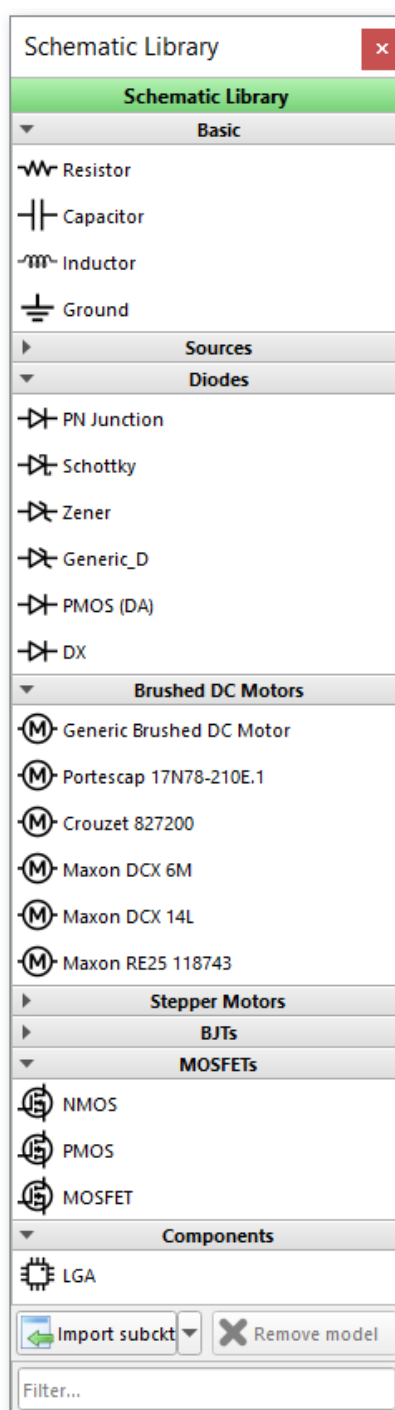 Schematic Library
Schematic Library
Basic
Resistor
Capacitor
Inductor
Ground
Sources
Diodes
PN Junction
Schottky
Zener
Generic_D
PMOS (DA)
DX
Brushed DC Motors
Generic Brushed DC Motor
Portescap 17N78-210E.1
Crouzet 827200
Maxon DCX 6M
Maxon DCX 14L
Maxon RE25 118743
Stepper Motors
BJTs
MOSFETs
NMOS
PMOS
MOSFET
Components
LGA
Import subckt Remove model
Filter...